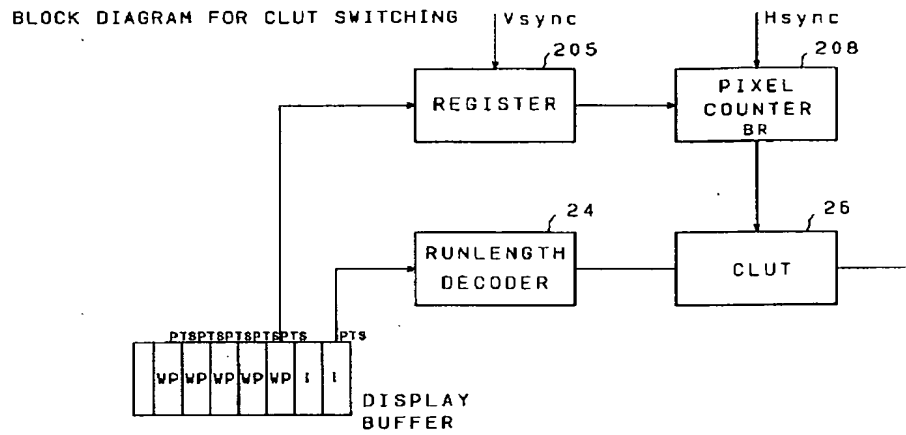 BLOCK DIAGRAM FOR CLUT SWITCHING
Vsync
Hsync
205
208
REGISTER
PIXEL
COUNTER
BR
24
26
RUNLENGTH
DECODER
CLUT
PTSPTSPTSPTSPTS
PTS
WP WP WP WP WP I I
DISPLAY
BUFFER